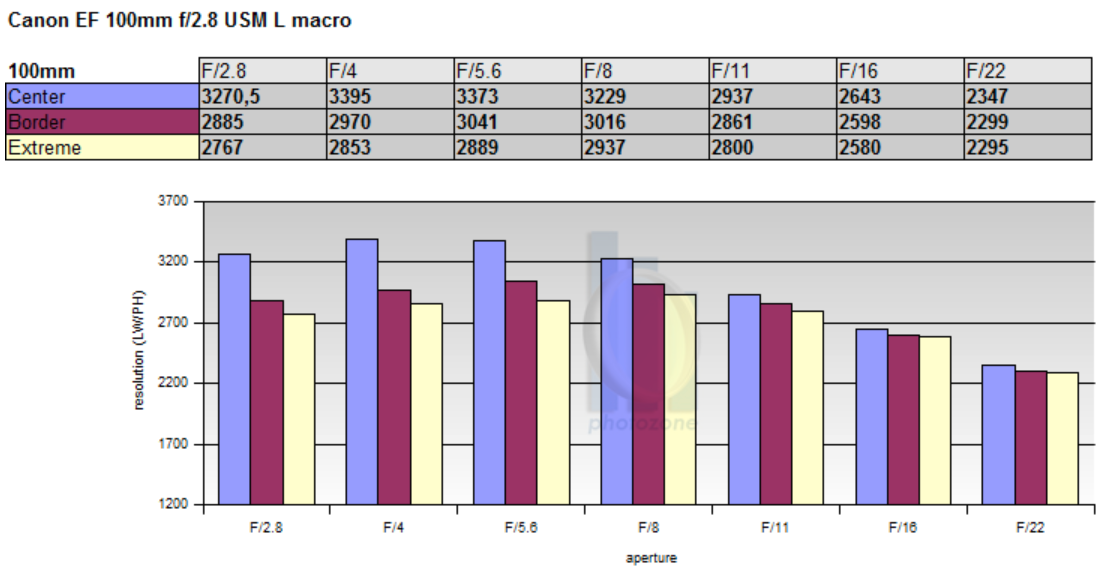 Canon EF 100mm f/2.8 USM L macro
100mm F/2.8 F/4 F/5.6 F/8 F/11 F/16 F/22
Center 3270,5 3395 3373 3229 2937 2643 2347
Border 2885 2970 3041 3016 2861 2598 2299
Extreme 2767 2853 2889 2937 2800 2580 2295
3700
3200
2700
2200
1700
1200
resolution (LW/PH)
photozone
F/2.8 F/4 F/5.6 F/8 F/11 F/16 F/22
aperture